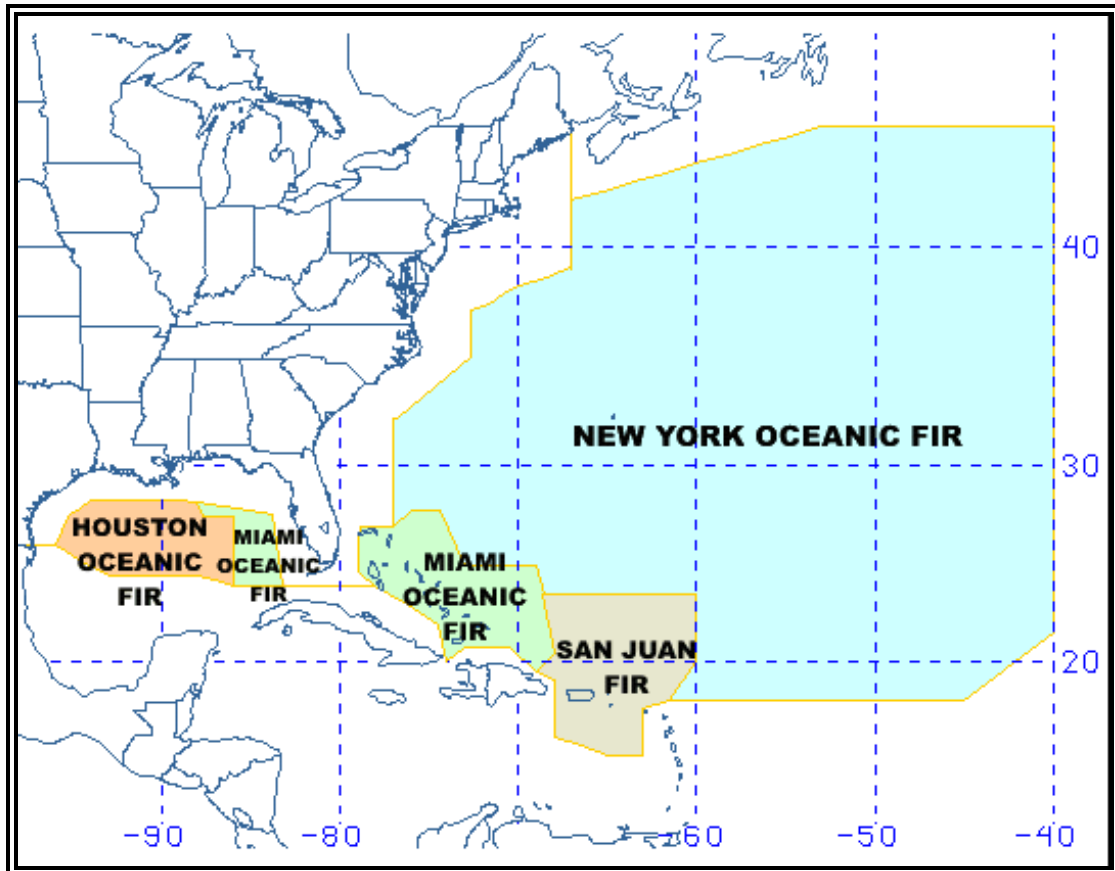 40
NEW YORK OCEANIC FIR
30
HOUSTON
OCEANIC
FIR
MIAMI
OCEANIC
FIR
MIAMI
OCEANIC
FIR
SAN JUAN
FIR
20
-90
-80
-60
-50
-40